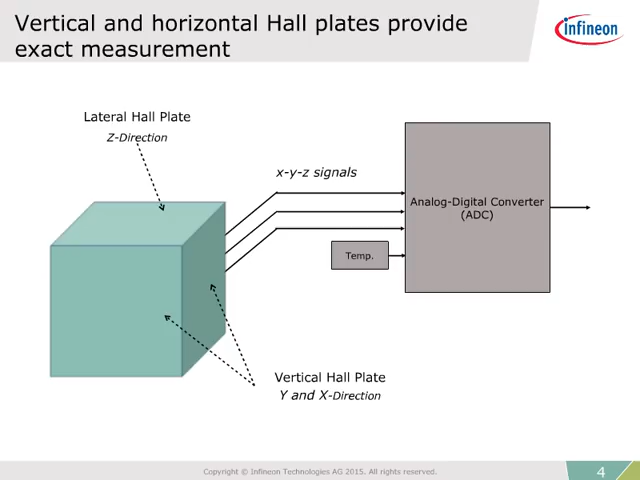 Vertical and horizontal Hall plates provide
exact measurement
infineon
Lateral Hall Plate
Z-Direction
x-y-z signals
Analog-Digital Converter
(ADC)
Temp.
Vertical Hall Plate
Y and X-Direction
Copyright © Infineon Technologies AG 2015. All rights reserved.
4